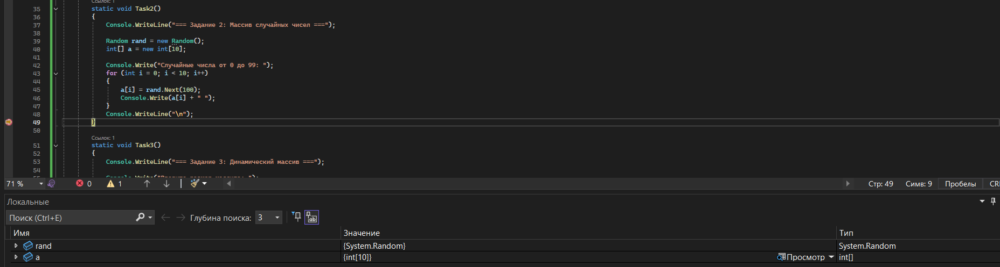 Ссылок: 1
35 static void Task2()
36 {
37 Console.WriteLine("=== Задание 2: Массив случайных чисел ===");
38
39 Random rand = new Random();
40 int[] a = new int[10];
41
42 Console.Write("Случайные числа от 0 до 99: ");
43 for (int i = 0; i < 10; i++)
44 {
45 a[i] = rand.Next(100);
46 Console.Write(a[i] + " ");
47 }
48 Console.WriteLine("\n");
49 }
50
Ссылок: 1
51 static void Task3()
52 {
53 Console.WriteLine("=== Задание 3: Динамический массив ===");
54
71 % 0 1 Стр: 49 Симв: 9 Пробелы
Локальные
Поиск (Ctrl+E) Глубина поиска: 3
Имя Значение Тип
rand {System.Random} System.Random
a {int[10]} Просмотр int[]